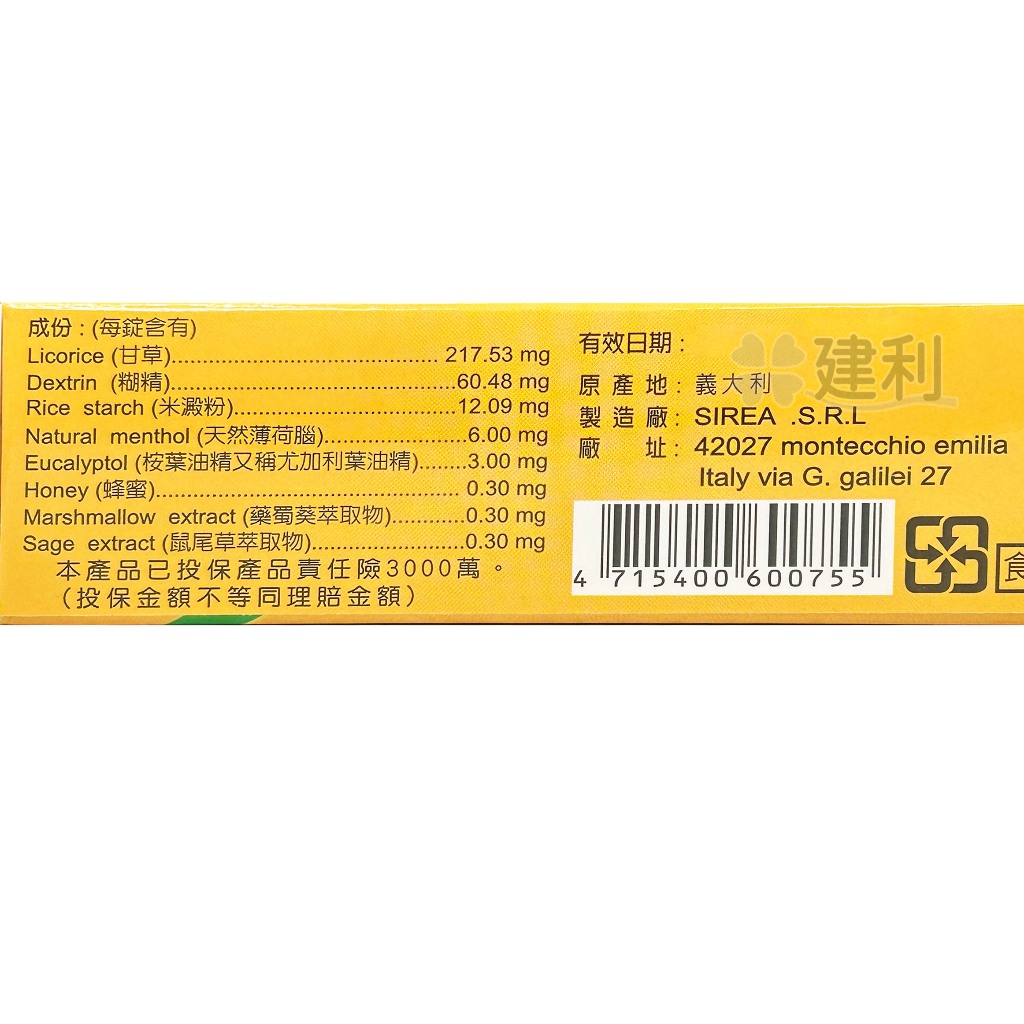 成份 : (每錠含有)
Licorice (甘草)................................................ 217.53 mg
Dextrin (糊精)....................................................60.48 mg
Rice starch (米澱粉)........................................12.09 mg
Natural menthol (天然薄荷腦)..........................6.00 mg
Eucalyptol (桉葉油精又稱尤加利葉油精).......3.00 mg
Honey (蜂蜜)..................................................... 0.30 mg
Marshmallow extract (藥蜀葵萃取物)............0.30 mg
Sage extract (鼠尾草萃取物)...........................0.30 mg
本產品已投保產品責任險3000萬。
(投保金額不等同理賠金額)
有效日期 :
建利
原產地 : 義大利
製造廠 : SIREA .S.R.L
廠 址 : 42027 montecchio emilia
Italy via G. galilei 27
4 715400 600755
食